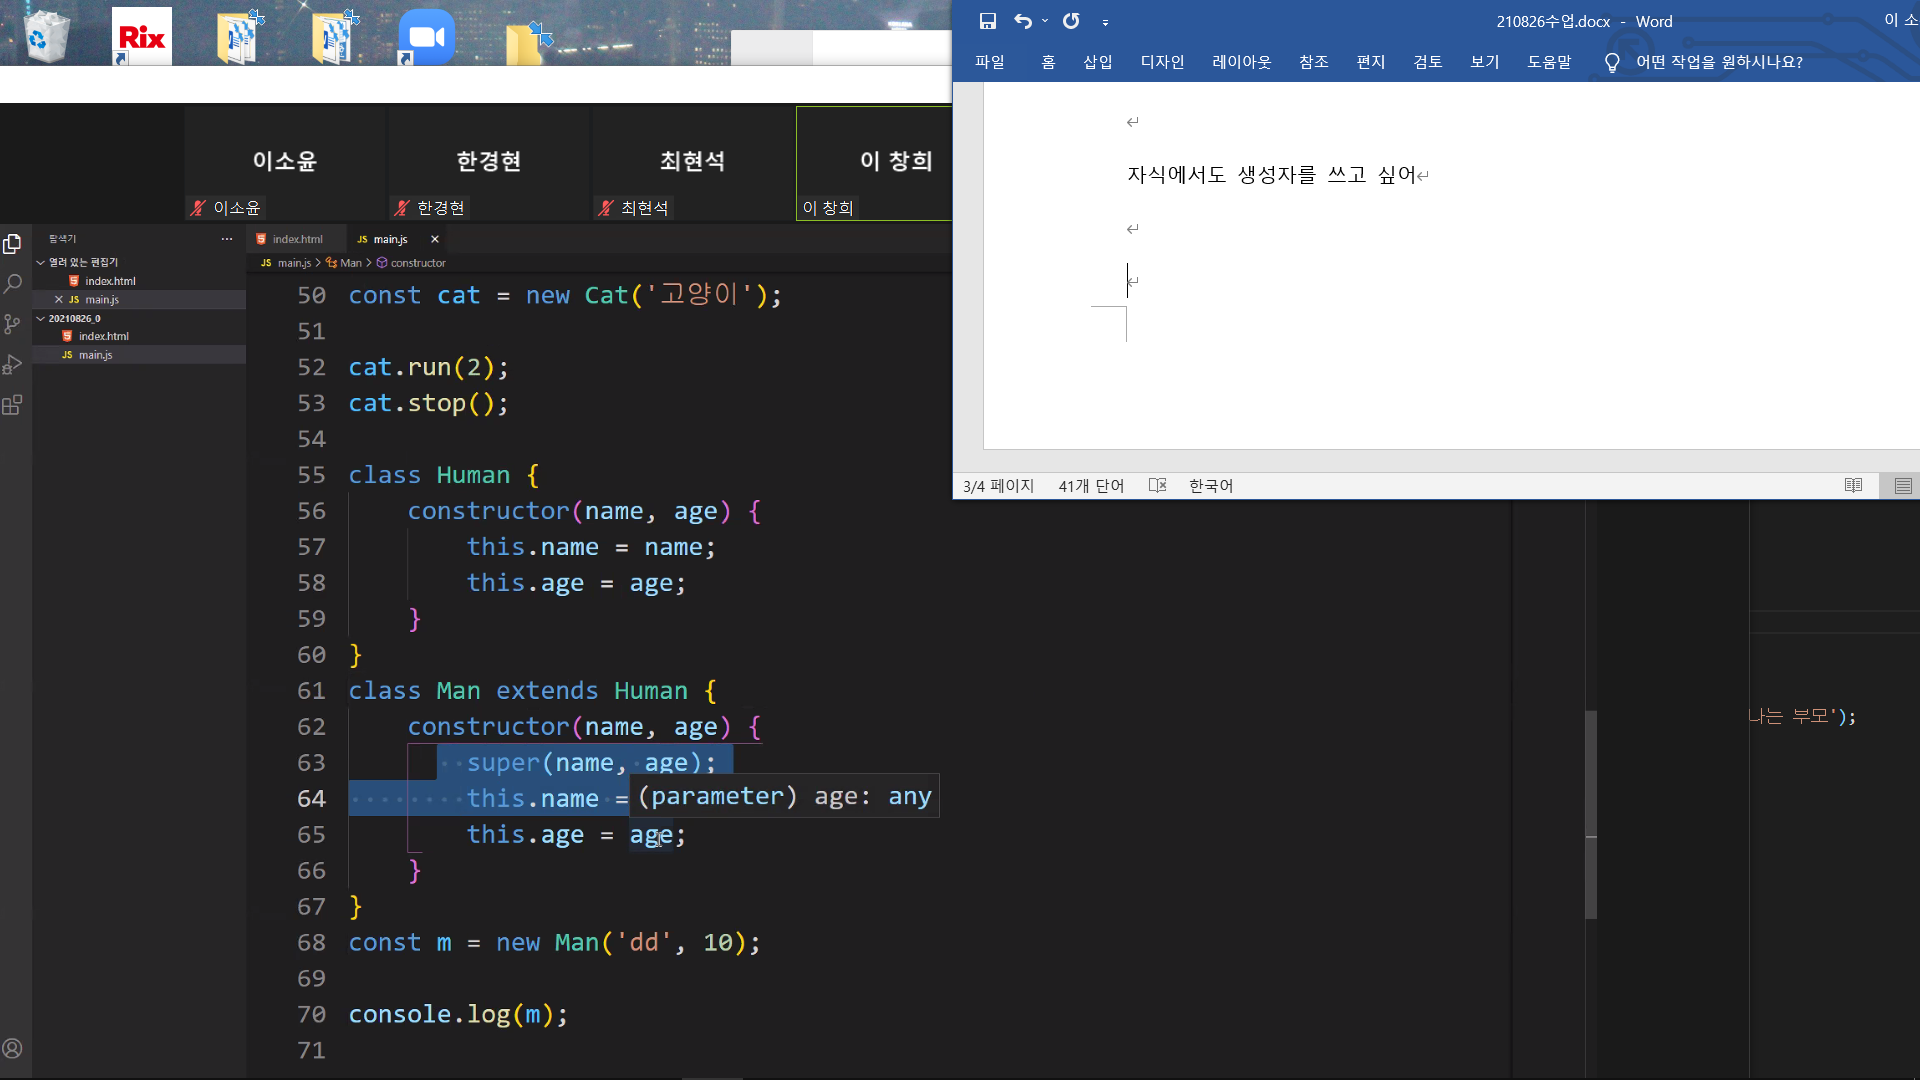 Rix
210826수업.docx - Word
이 소
파일 홈 삽입 디자인 레이아웃 참조 편지 검토 보기 도움말 어떤 작업을 원하시나요?
자식에서도 생성자를 쓰고 싶어
3/4 페이지 41개 단어 한국어
이소윤 한경현 최현석 이 창희
이소윤 한경현 최현석 이 창희
탐색기
열려 있는 편집기
index.html
JS main.js
20210826_0
index.html
JS main.js
index.html JS main.js
JS main.js > Man > constructor
50 const cat = new Cat('고양이');
51
52 cat.run(2);
53 cat.stop();
54
55 class Human {
56 constructor(name, age) {
57 this.name = name;
58 this.age = age;
59 }
60 }
61 class Man extends Human {
62 constructor(name, age) {
63 super(name, age);
64 this.name =
(parameter) age: any
65 this.age = age;
66 }
67 }
68 const m = new Man('dd', 10);
69
70 console.log(m);
71
나는 부모');